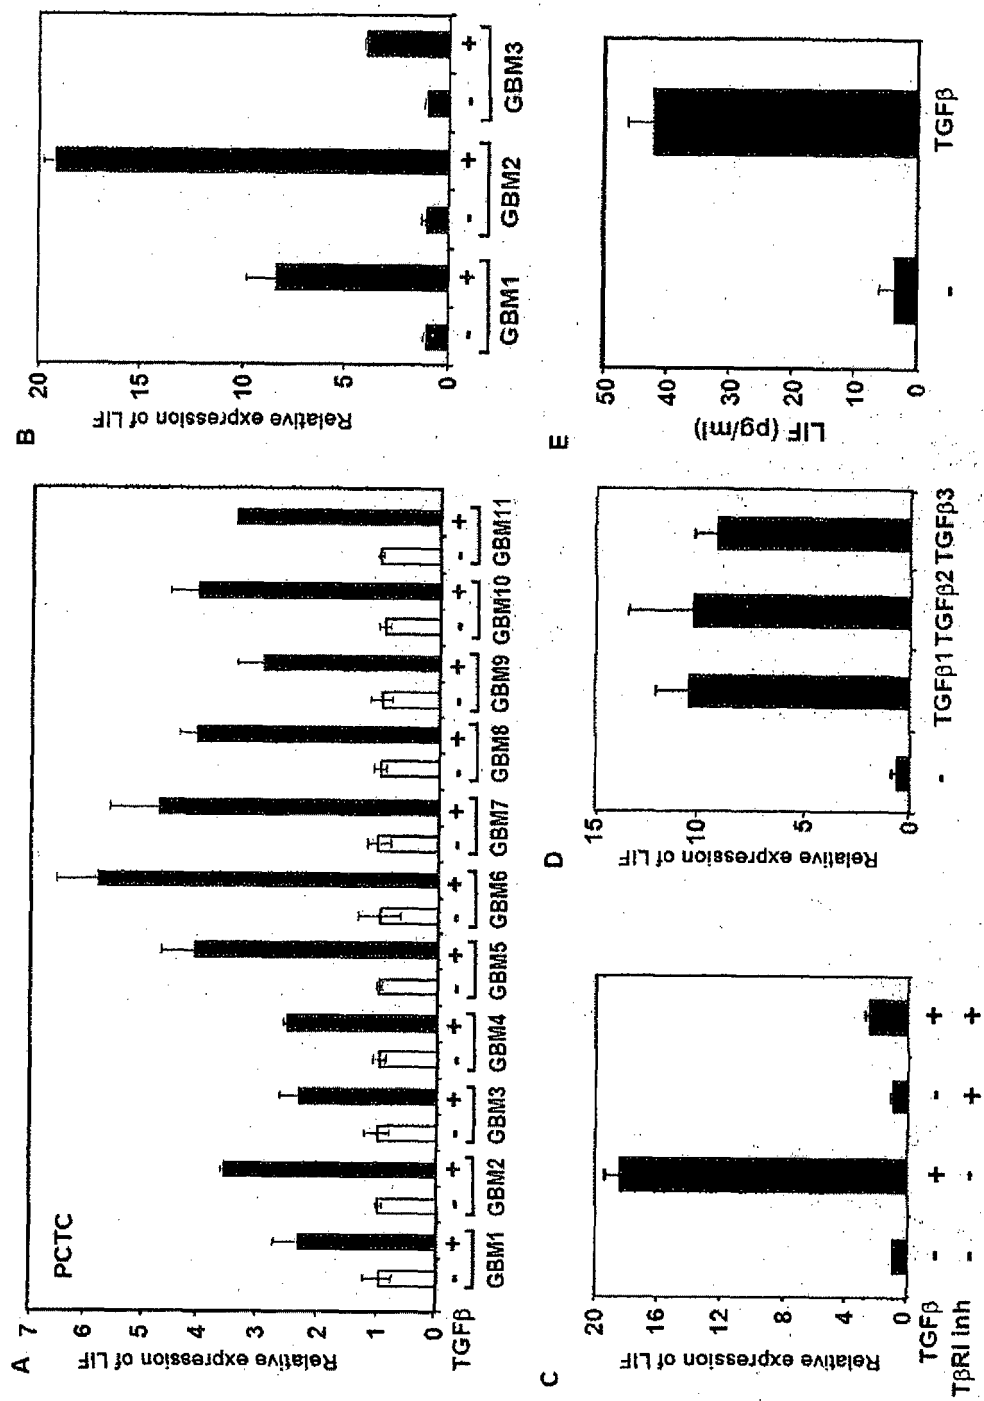 A
PCTC
Relative expression of LIF
7
6
5
4
3
2
1
0
TGFβ - + - + - + - + - + - + - + - + - + - + - +
GBM1 GBM2 GBM3 GBM4 GBM5 GBM6 GBM7 GBM8 GBM9 GBM10 GBM11
B
Relative expression of LIF
20
15
10
5
0
- + - + - +
GBM1 GBM2 GBM3
C
Relative expression of LIF
20
16
12
8
4
0
TGFβ - + - +
TβRI Inh - - + +
D
Relative expression of LIF
15
10
5
0
- TGFβ1 TGFβ2 TGFβ3
E
LIF (pg/ml)
50
40
30
20
10
0
- TGFβ